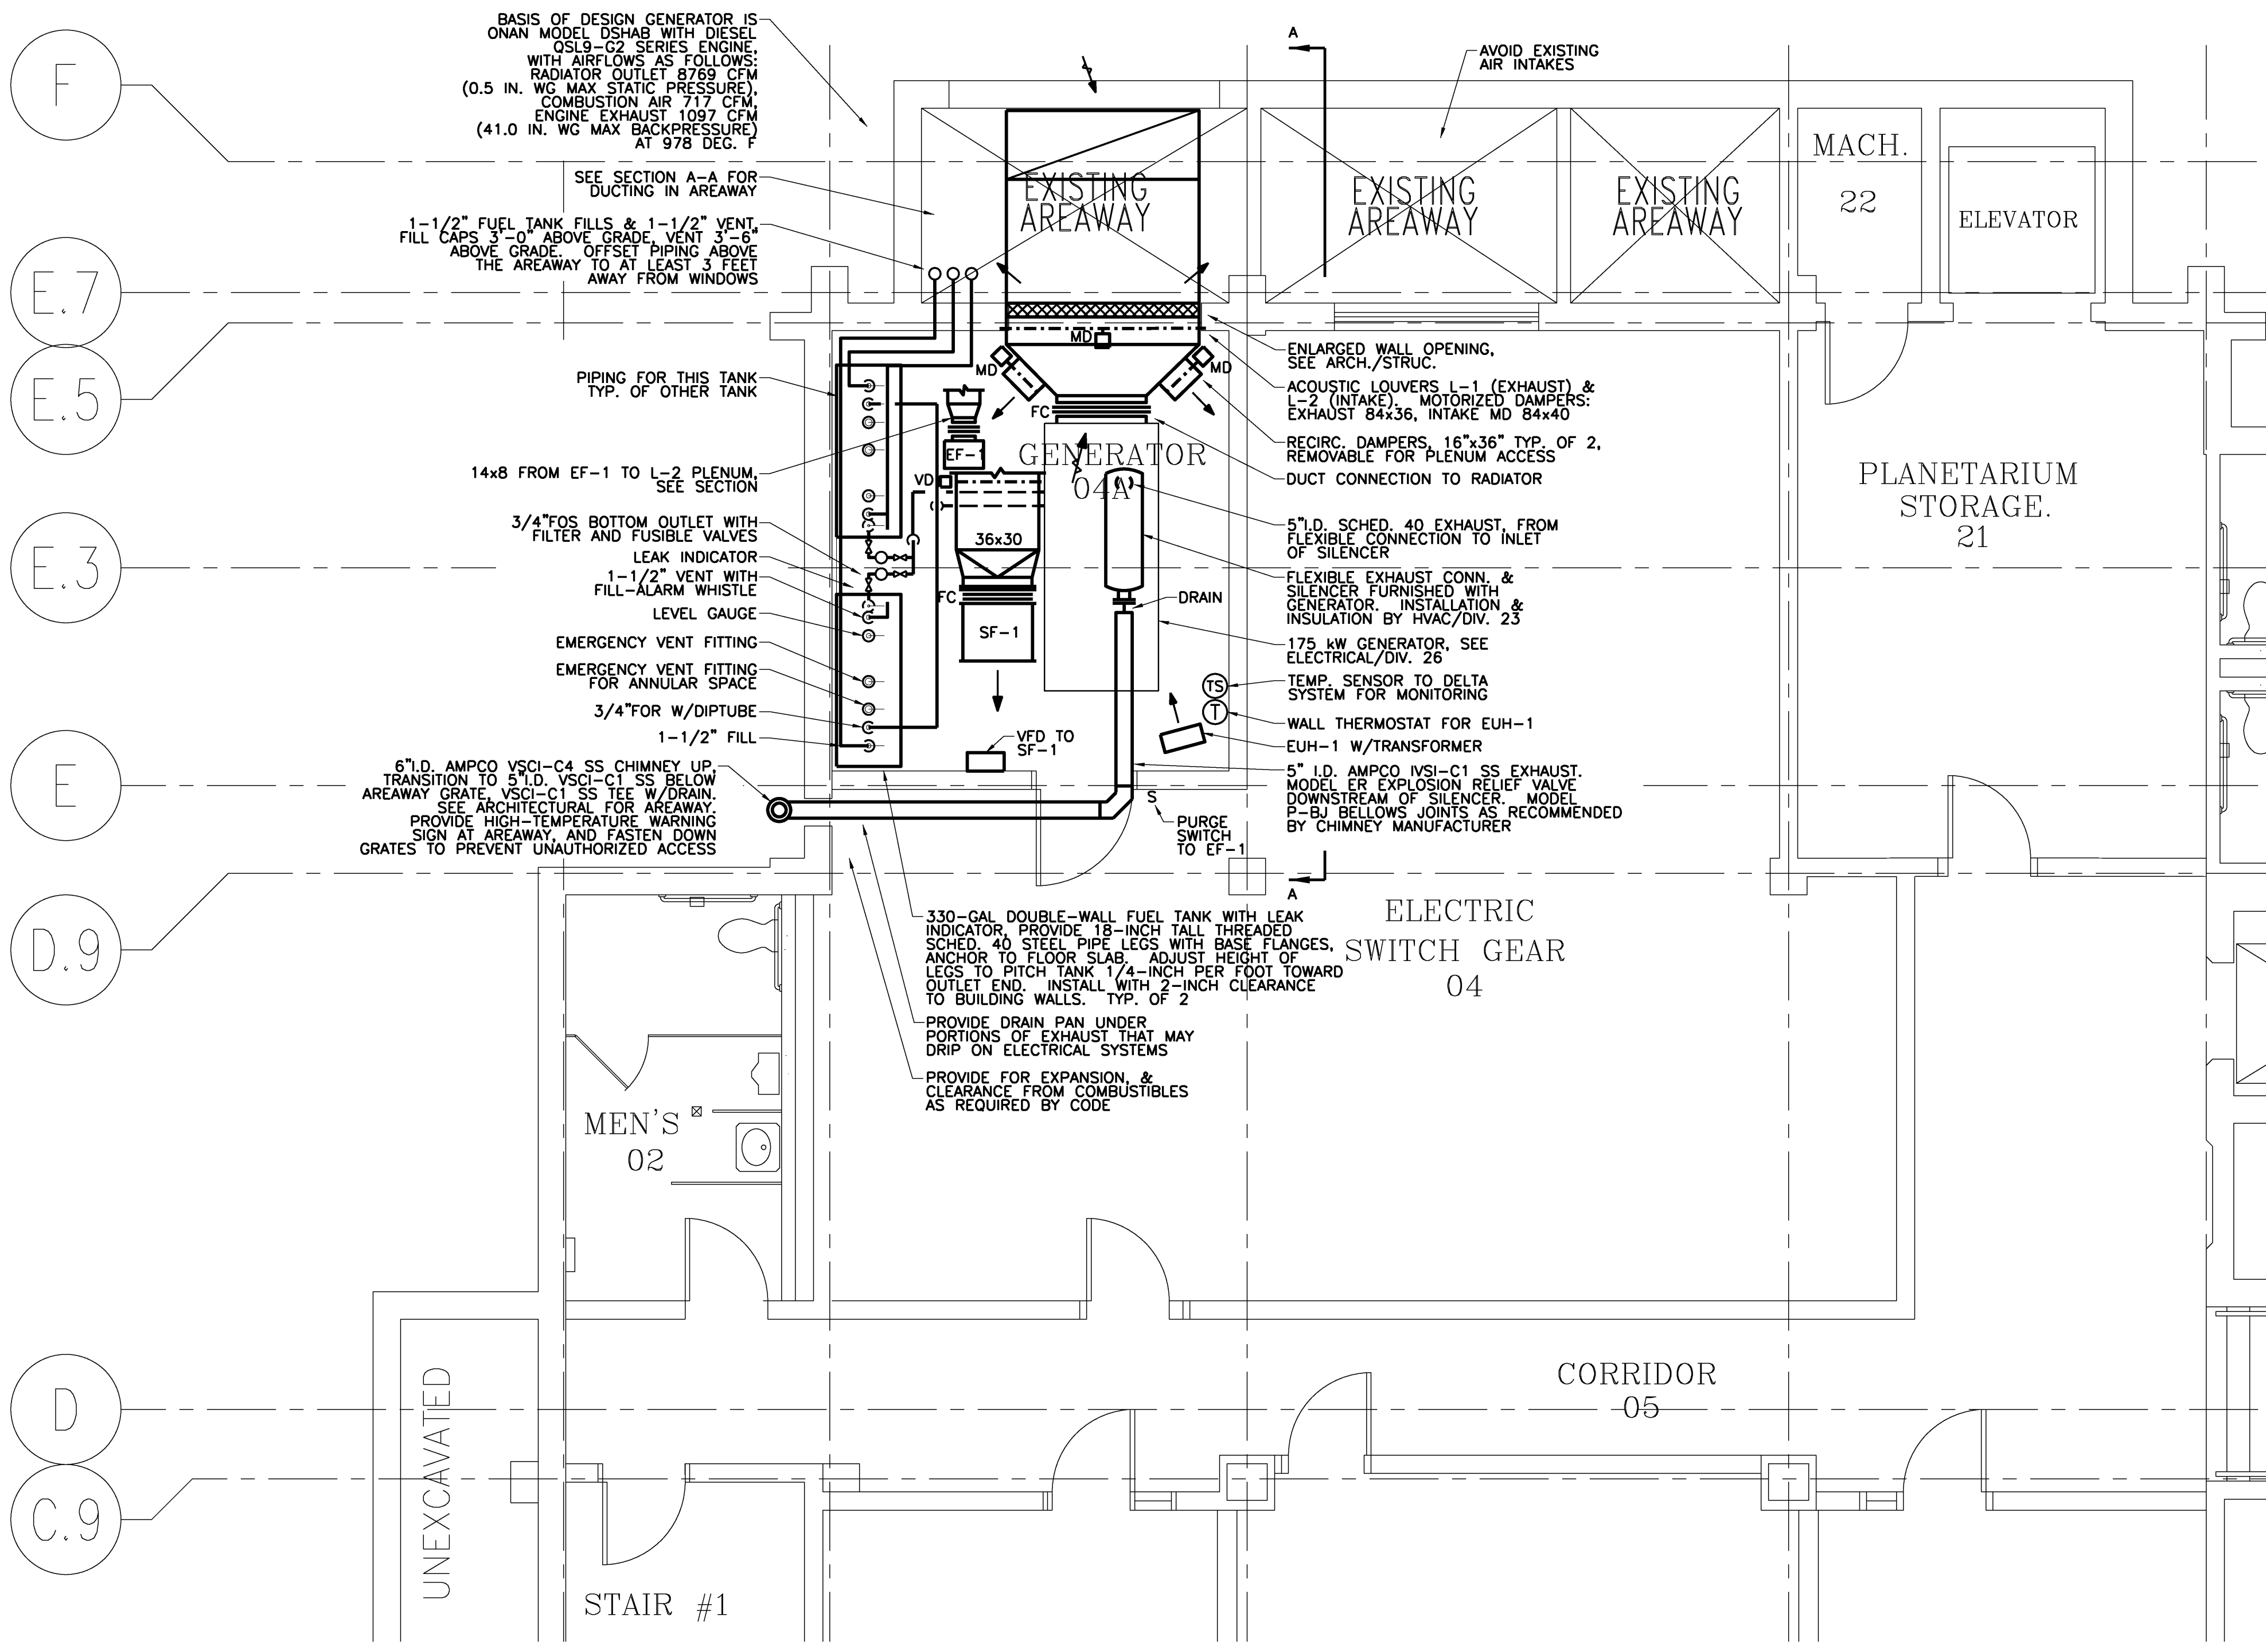 F
E.7
E.5
E.3
E
D.9
D
C.9
BASIS OF DESIGN GENERATOR IS
ONAN MODEL DSHAB WITH DIESEL
QSL9-G2 SERIES ENGINE,
WITH AIRFLOWS AS FOLLOWS:
RADIATOR OUTLET 8769 CFM
(0.5 IN. WG MAX STATIC PRESSURE),
COMBUSTION AIR 717 CFM,
ENGINE EXHAUST 1097 CFM
(41.0 IN. WG MAX BACKPRESSURE)
AT 978 DEG. F
SEE SECTION A-A FOR
DUCTING IN AREAWAY
1-1/2" FUEL TANK FILLS & 1-1/2" VENT,
FILL CAPS 3'-0" ABOVE GRADE, VENT 3'-6"
ABOVE GRADE. OFFSET PIPING ABOVE
THE AREAWAY TO AT LEAST 3 FEET
AWAY FROM WINDOWS
PIPING FOR THIS TANK
TYP. OF OTHER TANK
14x8 FROM EF-1 TO L-2 PLENUM,
SEE SECTION
3/4"FOS BOTTOM OUTLET WITH
FILTER AND FUSIBLE VALVES
LEAK INDICATOR
1-1/2" VENT WITH
FILL-ALARM WHISTLE
LEVEL GAUGE
EMERGENCY VENT FITTING
EMERGENCY VENT FITTING
FOR ANNULAR SPACE
3/4"FOR W/DIPTUBE
1-1/2" FILL
6"I.D. AMPCO VSCI-C4 SS CHIMNEY UP,
TRANSITION TO 5"I.D. VSCI-C1 SS BELOW
AREAWAY GRATE, VSCI-C1 SS TEE W/DRAIN.
SEE ARCHITECTURAL FOR AREAWAY.
PROVIDE HIGH-TEMPERATURE WARNING
SIGN AT AREAWAY, AND FASTEN DOWN
GRATES TO PREVENT UNAUTHORIZED ACCESS
A
AVOID EXISTING
AIR INTAKES
EXISTING
AREAWAY
EXISTING
AREAWAY
EXISTING
AREAWAY
MACH.
22
ELEVATOR
MD
MD
MD
FC
EF-1
GENERATOR
04A
VD
36x30
FC
SF-1
DRAIN
VFD TO
SF-1
TS
T
S
PURGE
SWITCH
TO EF-1
ENLARGED WALL OPENING,
SEE ARCH./STRUC.
ACOUSTIC LOUVERS L-1 (EXHAUST) &
L-2 (INTAKE). MOTORIZED DAMPERS:
EXHAUST 84x36, INTAKE MD 84x40
RECIRC. DAMPERS, 16"x36" TYP. OF 2,
REMOVABLE FOR PLENUM ACCESS
DUCT CONNECTION TO RADIATOR
5"I.D. SCHED. 40 EXHAUST, FROM
FLEXIBLE CONNECTION TO INLET
OF SILENCER
FLEXIBLE EXHAUST CONN. &
SILENCER FURNISHED WITH
GENERATOR. INSTALLATION &
INSULATION BY HVAC/DIV. 23
175 kW GENERATOR, SEE
ELECTRICAL/DIV. 26
TEMP. SENSOR TO DELTA
SYSTEM FOR MONITORING
WALL THERMOSTAT FOR EUH-1
EUH-1 W/TRANSFORMER
5" I.D. AMPCO IVSI-C1 SS EXHAUST.
MODEL ER EXPLOSION RELIEF VALVE
DOWNSTREAM OF SILENCER. MODEL
P-BJ BELLOWS JOINTS AS RECOMMENDED
BY CHIMNEY MANUFACTURER
PLANETARIUM
STORAGE.
21
A
330-GAL DOUBLE-WALL FUEL TANK WITH LEAK
INDICATOR, PROVIDE 18-INCH TALL THREADED
SCHED. 40 STEEL PIPE LEGS WITH BASE FLANGES,
ANCHOR TO FLOOR SLAB. ADJUST HEIGHT OF
LEGS TO PITCH TANK 1/4-INCH PER FOOT TOWARD
OUTLET END. INSTALL WITH 2-INCH CLEARANCE
TO BUILDING WALLS. TYP. OF 2
PROVIDE DRAIN PAN UNDER
PORTIONS OF EXHAUST THAT MAY
DRIP ON ELECTRICAL SYSTEMS
PROVIDE FOR EXPANSION, &
CLEARANCE FROM COMBUSTIBLES
AS REQUIRED BY CODE
ELECTRIC
SWITCH GEAR
04
MEN'S
02
CORRIDOR
05
UNEXCAVATED
STAIR #1